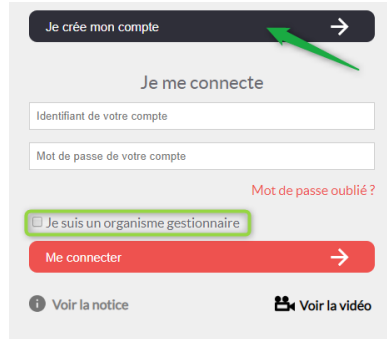 Je crée mon compte
Je me connecte
Identifiant de votre compte
Mot de passe de votre compte
Mot de passe oublié ?
Je suis un organisme gestionnaire
Me connecter
Voir la notice
Voir la vidéo